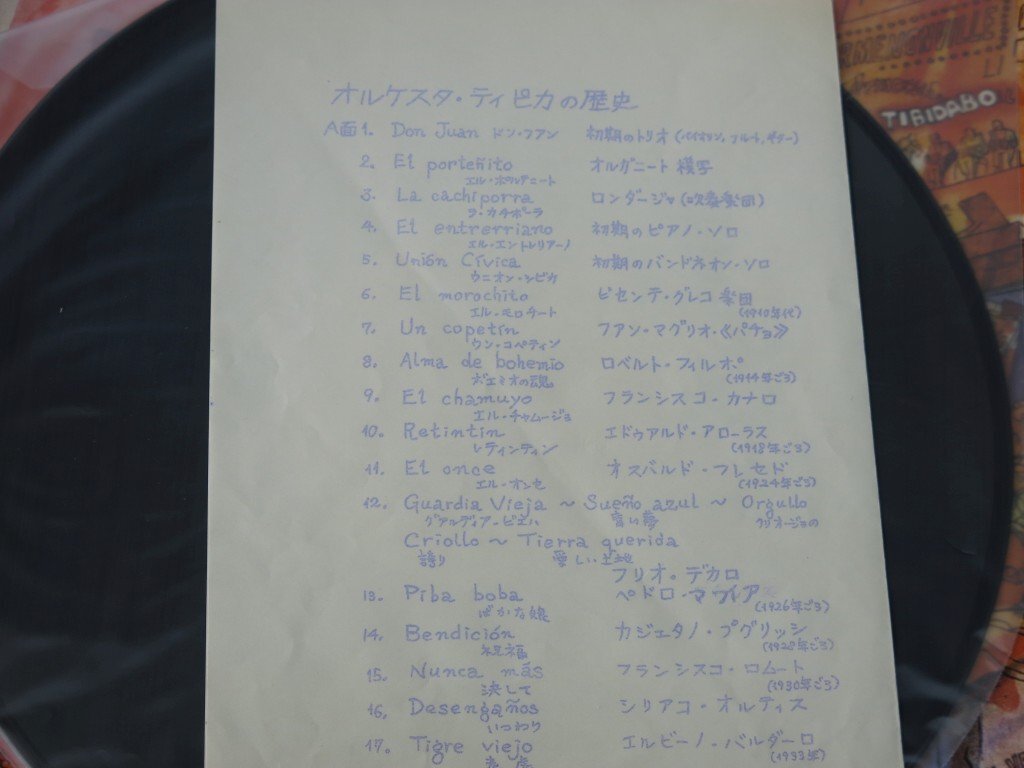 オルケスタ・ティピカの歴史
A面 1. Don Juan ドン・フアン 初期のトリオ (バイオリン, フルート, ギター)
2. El porteñito オルガニート模写
エル・ポルテニート
3. La cachiporra ロンダージャ (吹奏楽団)
ラ・カチポーラ
4. El entrerriano 初期のピアノ・ソロ
エル・エントレリアーノ
5. Unión Cívica 初期のバンドネオン・ソロ
ウニオン・シビカ
6. El morochito ビセンテ・グレコ楽団
エル・モロチート (1910年代)
7. Un copetín フアン・マグリオ・《パチョ》
ウン・コペティン
8. Alma de bohemio ロベルト・フィルポ
ボエミオの魂 (1914年ごろ)
9. El chamuyo フランシスコ・カナロ
エル・チャムージョ
10. Retintín エドゥアルド・アローラス
レティンティン (1918年ごろ)
11. El once オスバルド・フレセド
エル・オンセ (1924年ごろ)
12. Guardia Vieja ~ Sueño azul ~ Orgullo
グアルディア・ビエハ 青い夢 クリオージョの
Criollo ~ Tierra querida
誇り 愛しい土地
フリオ・デカロ
13. Piba boba ペドロ・マフィア
ばかな娘 (1926年ごろ)
14. Bendición カジェタノ・プグリッシ
祝福 (1928年ごろ)
15. Nunca más フランシスコ・ロムート
決して (1930年ごろ)
16. Desengaños シリアコ・オルティス
いつわり
17. Tigre viejo エルビーノ・バルダーロ
(1933年)
TIBIDABO